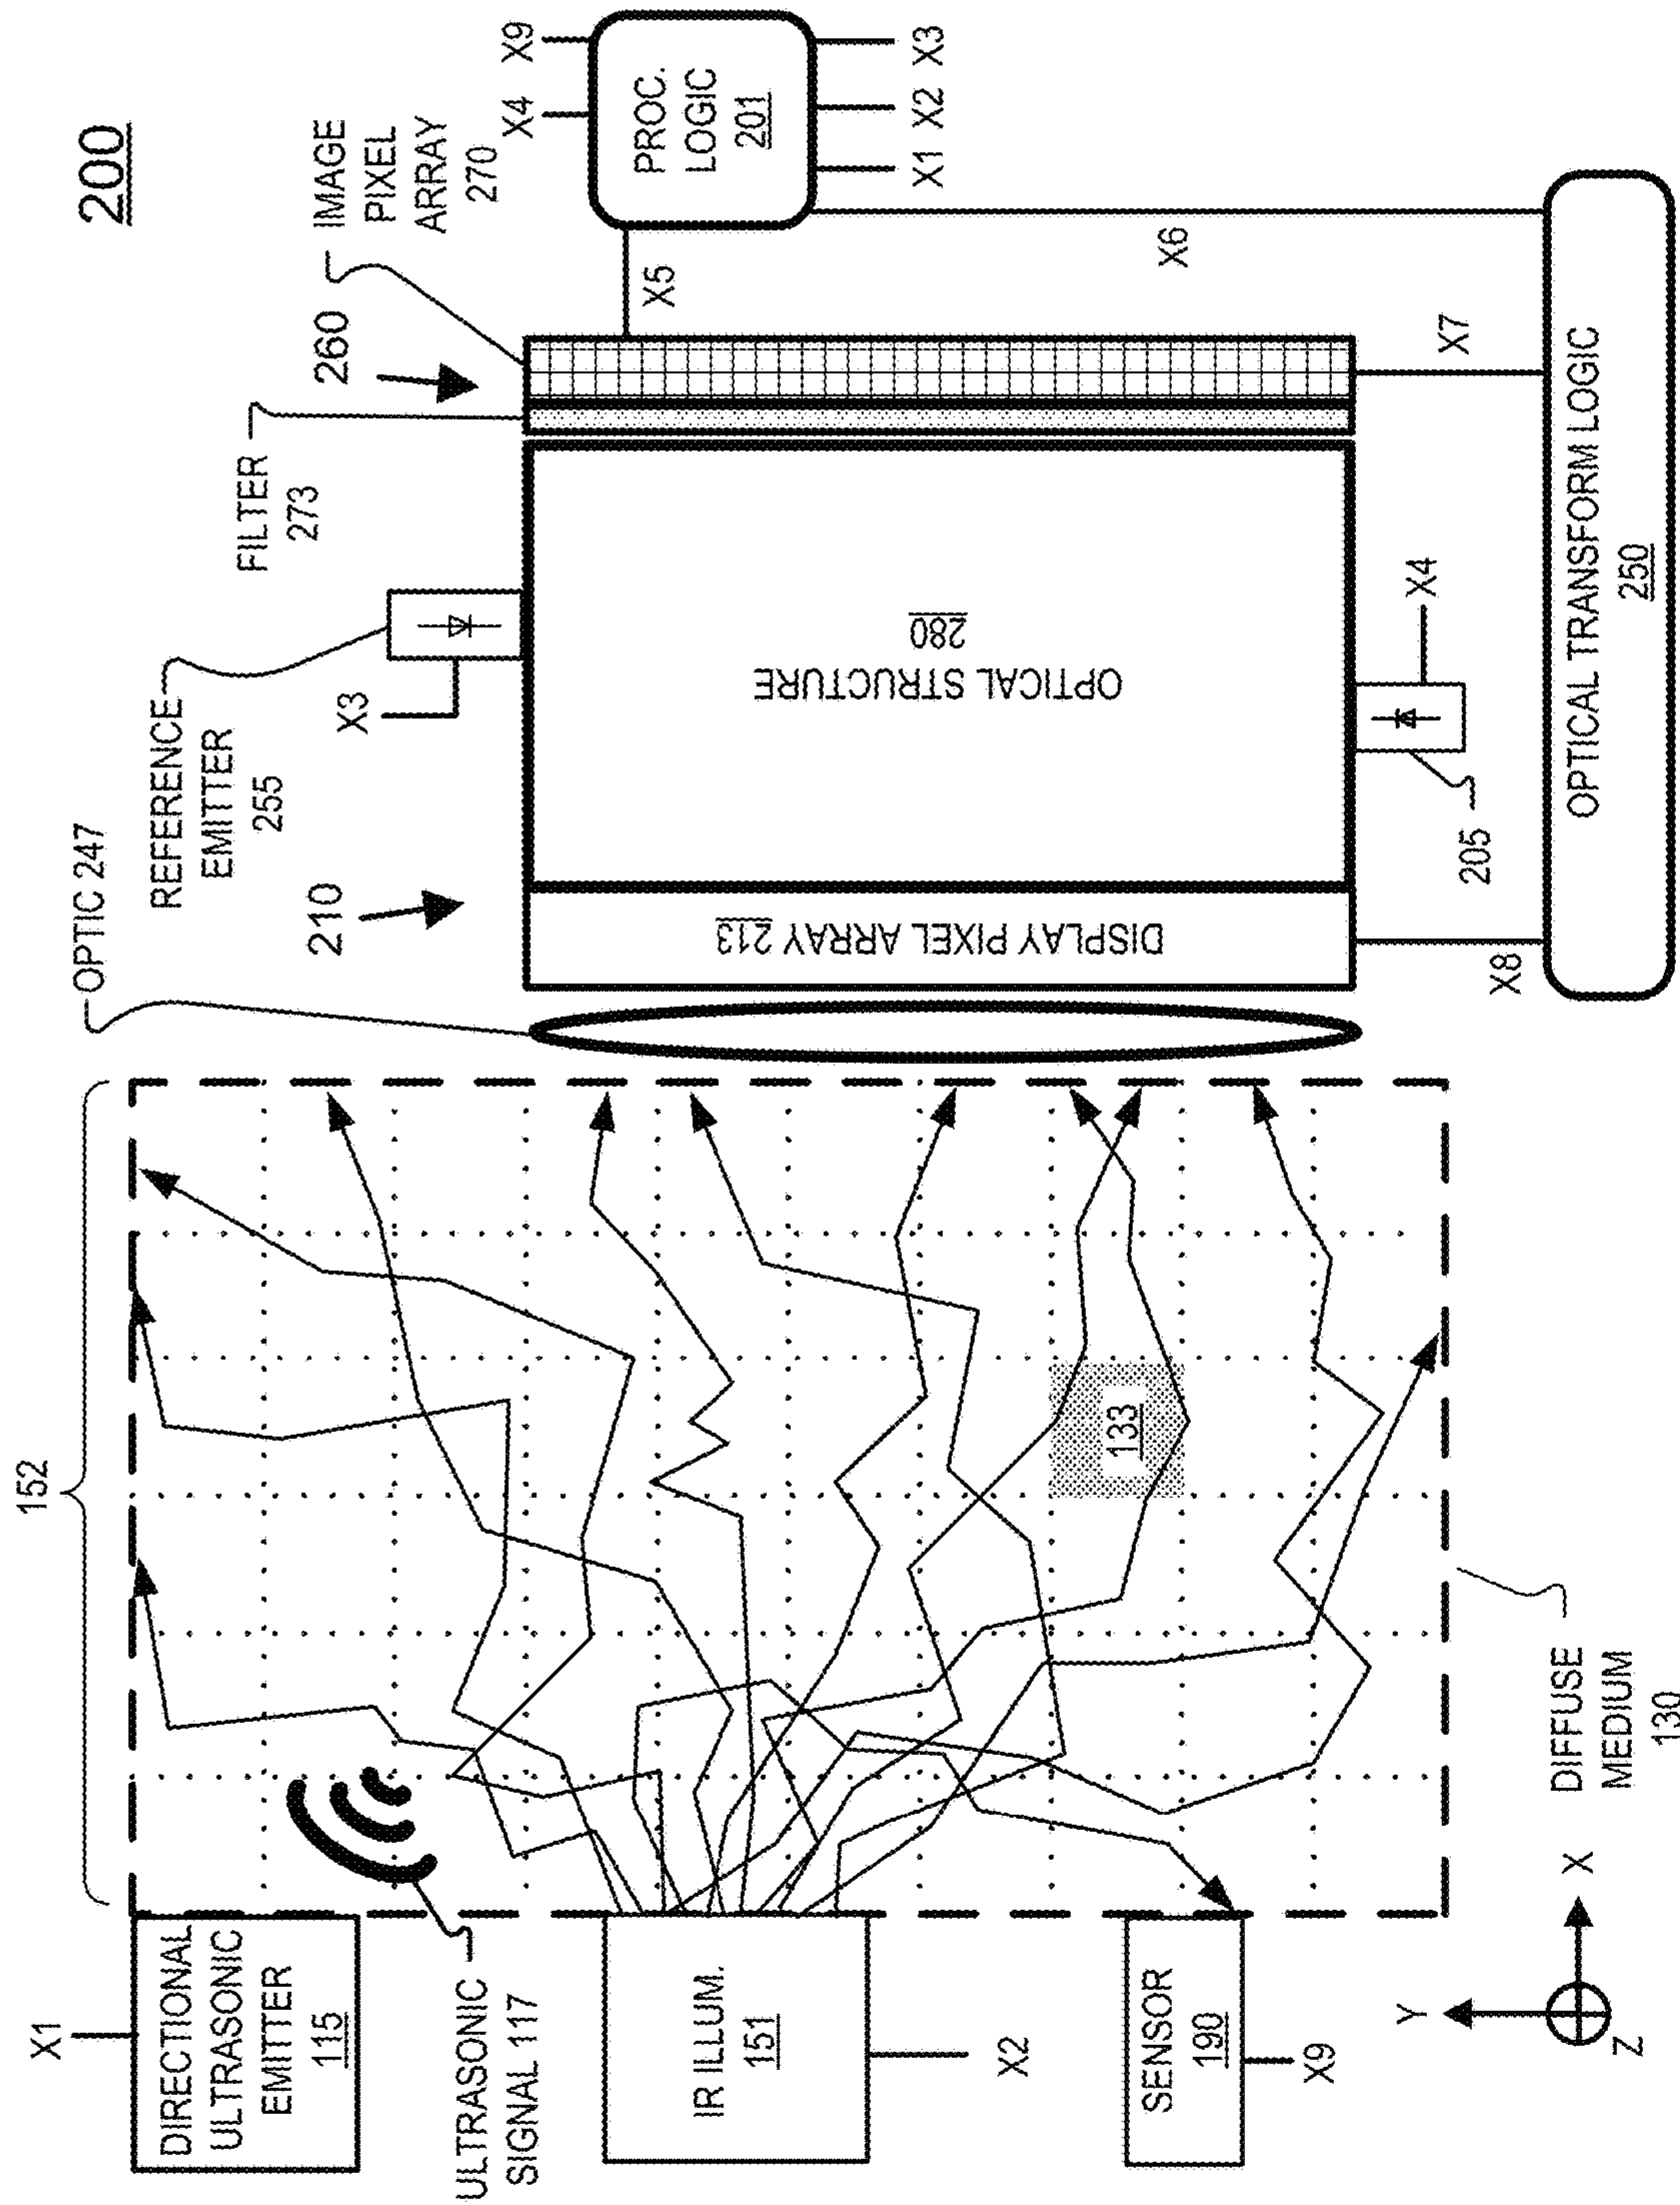 200
152
X1
DIRECTIONAL
ULTRASONIC
EMITTER
115
ULTRASONIC
SIGNAL 117
IR ILLUM.
151
X2
SENSOR
190
X9
Y
X
Z
DIFFUSE
MEDIUM
130
133
OPTIC 247
210
REFERENCE
EMITTER
255
X3
FILTER
273
260
IMAGE
PIXEL
ARRAY
270
DISPLAY PIXEL ARRAY 213
OPTICAL STRUCTURE
280
205
X4
X4
X9
PROC.
LOGIC
201
X1
X2
X3
X5
X6
X7
X8
OPTICAL TRANSFORM LOGIC
250